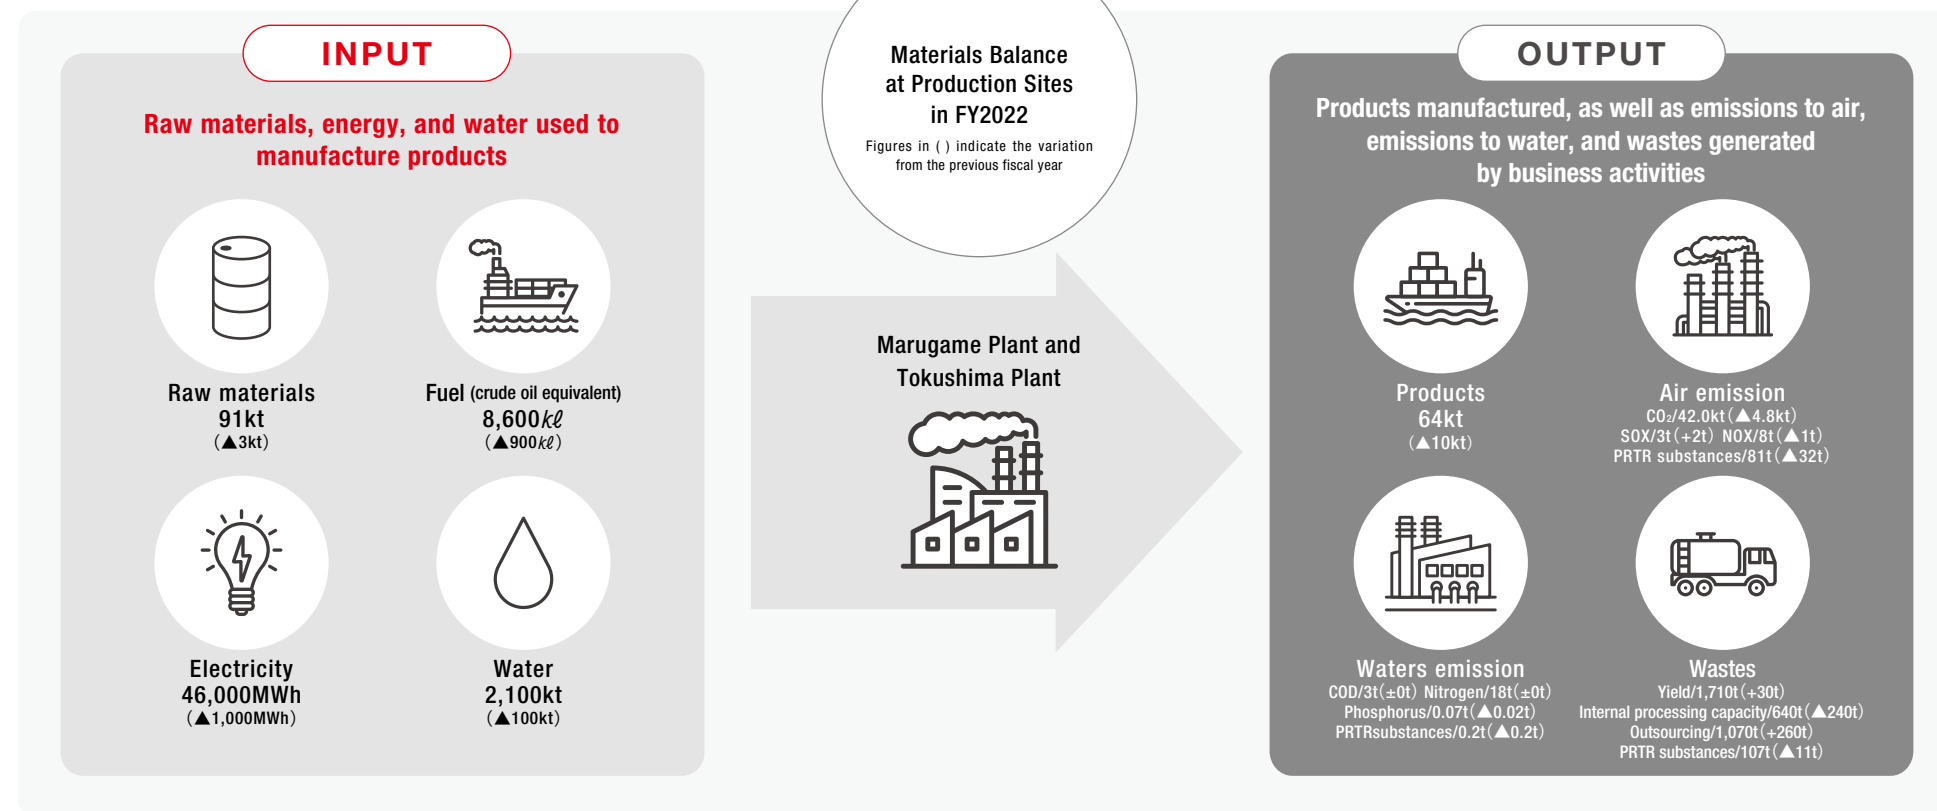 INPUT
Raw materials, energy, and water used to
manufacture products
Raw materials
91kt
(▲3kt)
Fuel (crude oil equivalent)
8,600kℓ
(▲900kℓ)
Electricity
46,000MWh
(▲1,000MWh)
Water
2,100kt
(▲100kt)
Materials Balance
at Production Sites
in FY2022
Figures in ( ) indicate the variation
from the previous fiscal year
Marugame Plant and
Tokushima Plant
OUTPUT
Products manufactured, as well as emissions to air,
emissions to water, and wastes generated
by business activities
Products
64kt
(▲10kt)
Air emission
CO₂/42.0kt(▲4.8kt)
SOX/3t(+2t) NOX/8t(▲1t)
PRTR substances/81t(▲32t)
Waters emission
COD/3t(±0t) Nitrogen/18t(±0t)
Phosphorus/0.07t(▲0.02t)
PRTRsubstances/0.2t(▲0.2t)
Wastes
Yield/1,710t(+30t)
Internal processing capacity/640t(▲240t)
Outsourcing/1,070t(+260t)
PRTR substances/107t(▲11t)